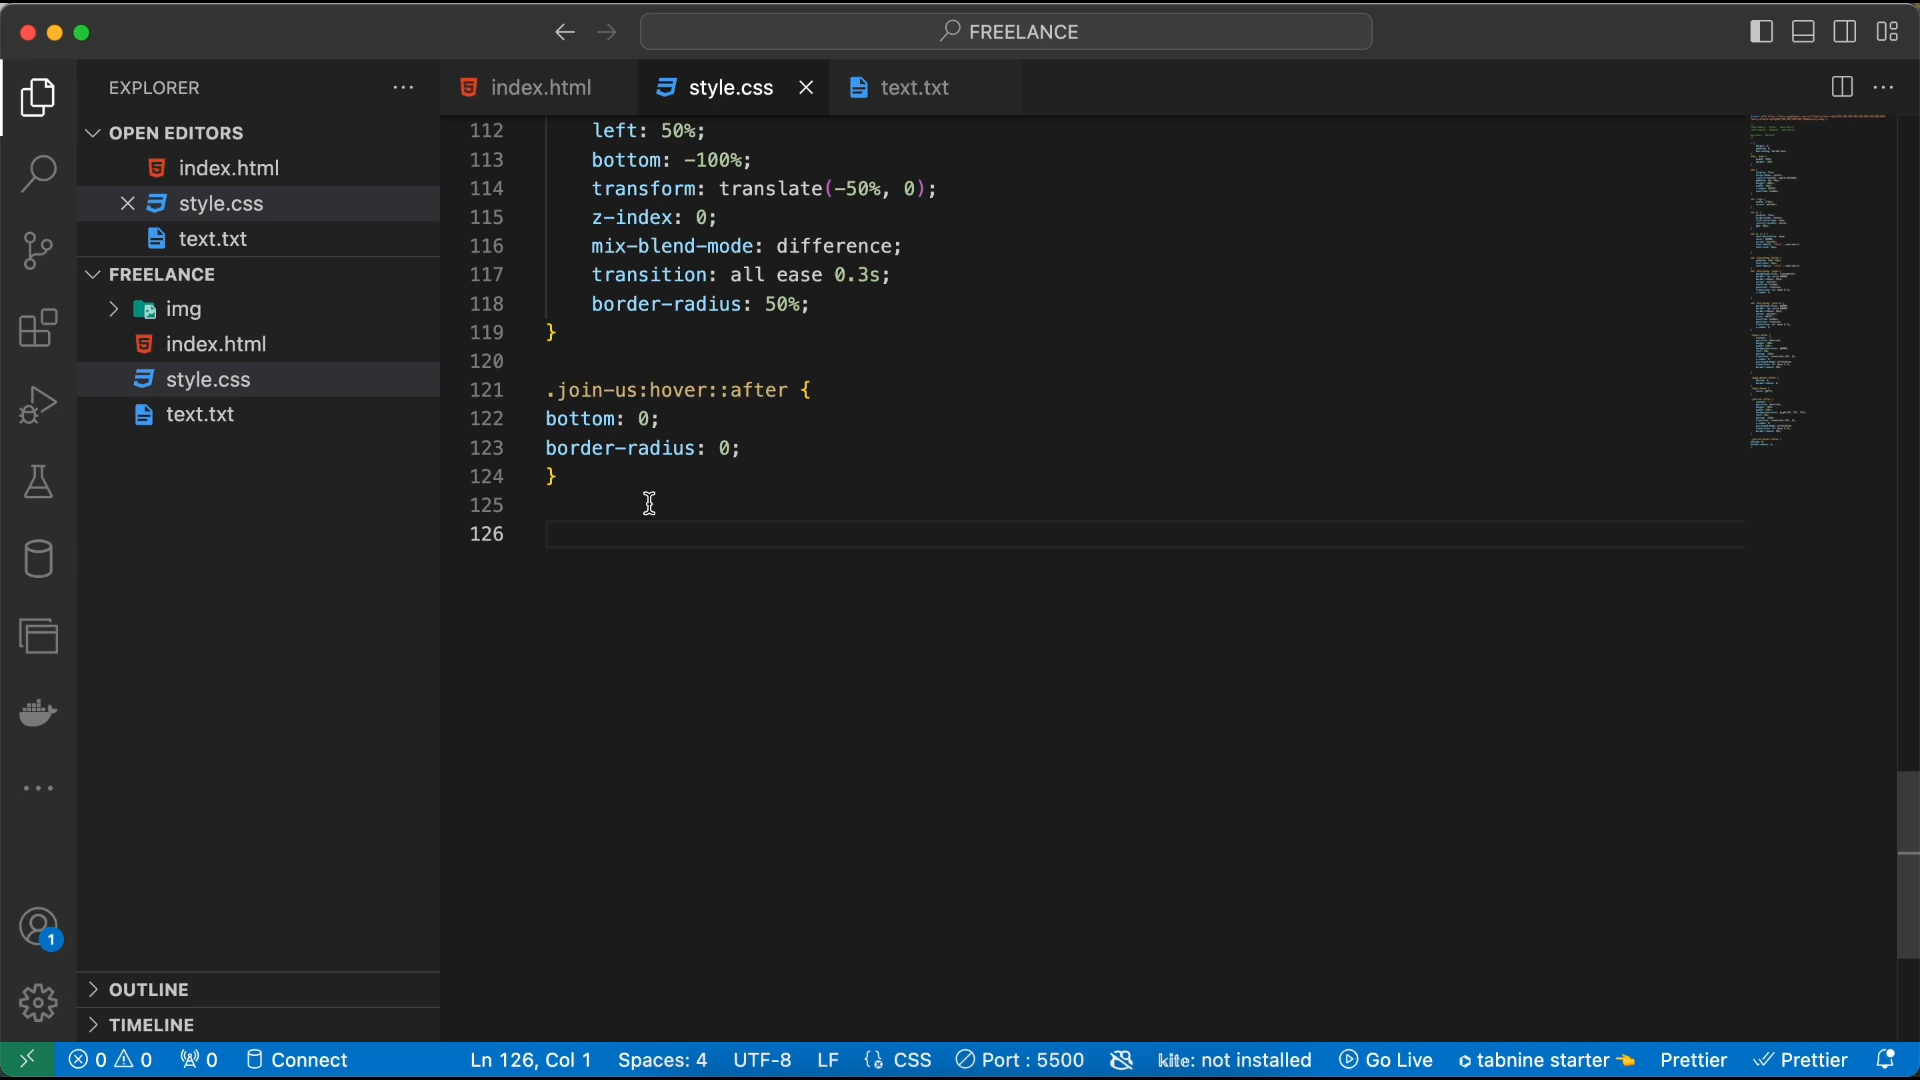 FREELANCE
EXPLORER
OPEN EDITORS
index.html
style.css
text.txt
FREELANCE
img
index.html
style.css
text.txt
OUTLINE
TIMELINE
1
index.html
style.css
text.txt
112 left: 50%;
113 bottom: -100%;
114 transform: translate(-50%, 0);
115 z-index: 0;
116 mix-blend-mode: difference;
117 transition: all ease 0.3s;
118 border-radius: 50%;
119 }
120
121 .join-us:hover::after {
122 bottom: 0;
123 border-radius: 0;
124 }
125
126
0 0 0 Connect Ln 126, Col 1 Spaces: 4 UTF-8 LF {} CSS Port : 5500 kite: not installed Go Live tabnine starter Prettier Prettier